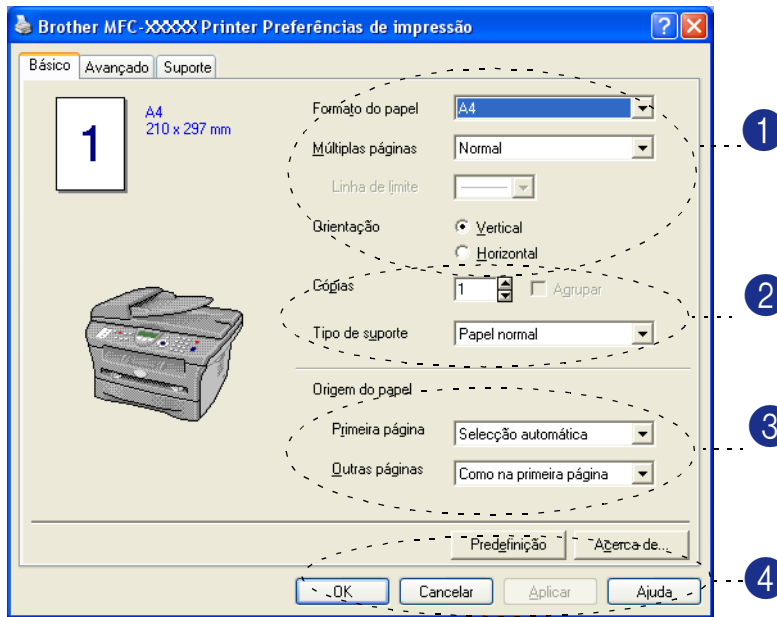 Brother MFC-XXXXX Printer Preferências de impressão
Básico Avançado Suporte
1
A4
210 x 297 mm
Formato do papel A4
1
Múltiplas páginas Normal
Linha de limite
Orientação Vertical
Horizontal
Cópias 1 Agrupar
2
Tipo de suporte Papel normal
Origem do papel
Primeira página Selecção automática
3
Outras páginas Como na primeira página
Predefinição Acerca de...
OK Cancelar Aplicar Ajuda
4